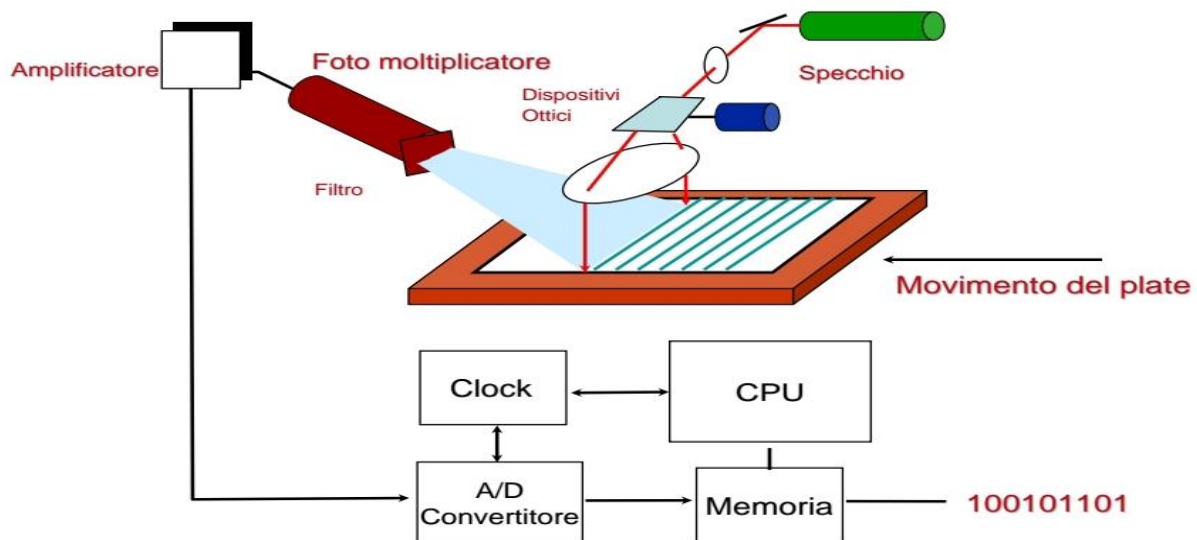 Amplificatore
Foto moltiplicatore
Dispositivi
Ottici
Specchio
Filtro
Movimento del plate
Clock
CPU
A/D
Convertitore
Memoria
100101101